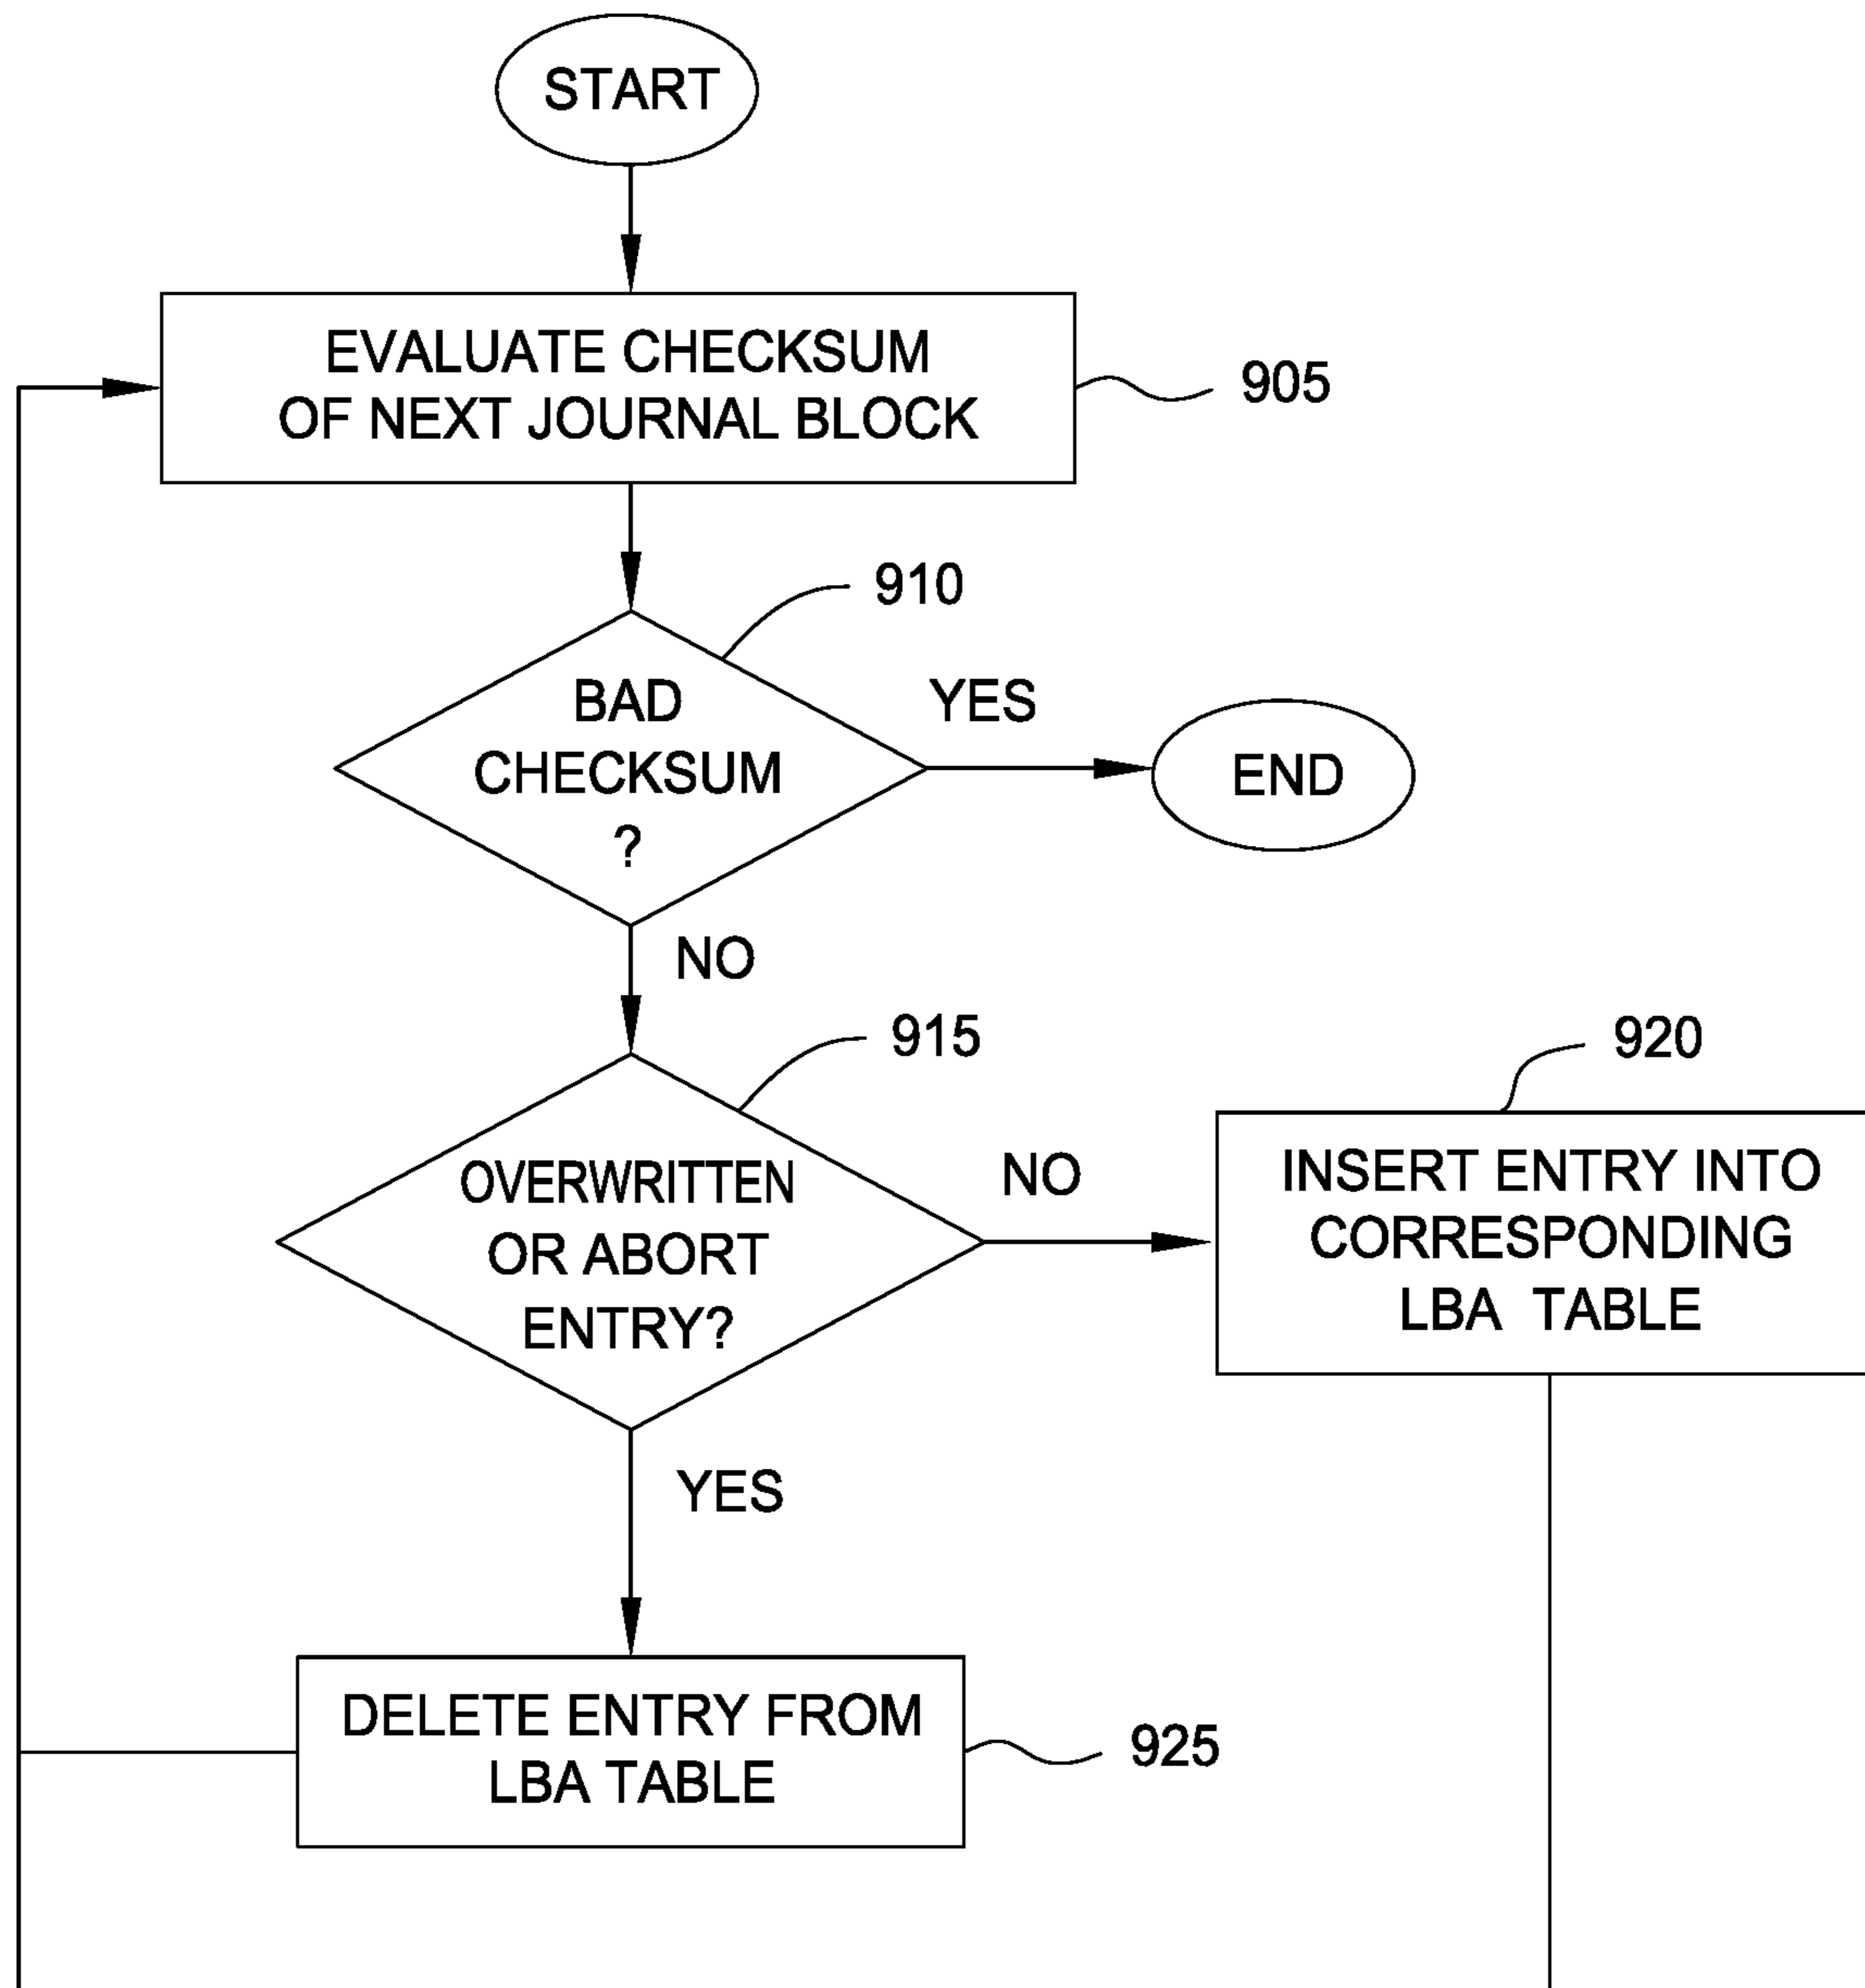 START
EVALUATE CHECKSUM
OF NEXT JOURNAL BLOCK
905
910
BAD
CHECKSUM
?
YES
END
NO
915
920
OVERWRITTEN
OR ABORT
ENTRY?
NO
INSERT ENTRY INTO
CORRESPONDING
LBA TABLE
YES
DELETE ENTRY FROM
LBA TABLE
925